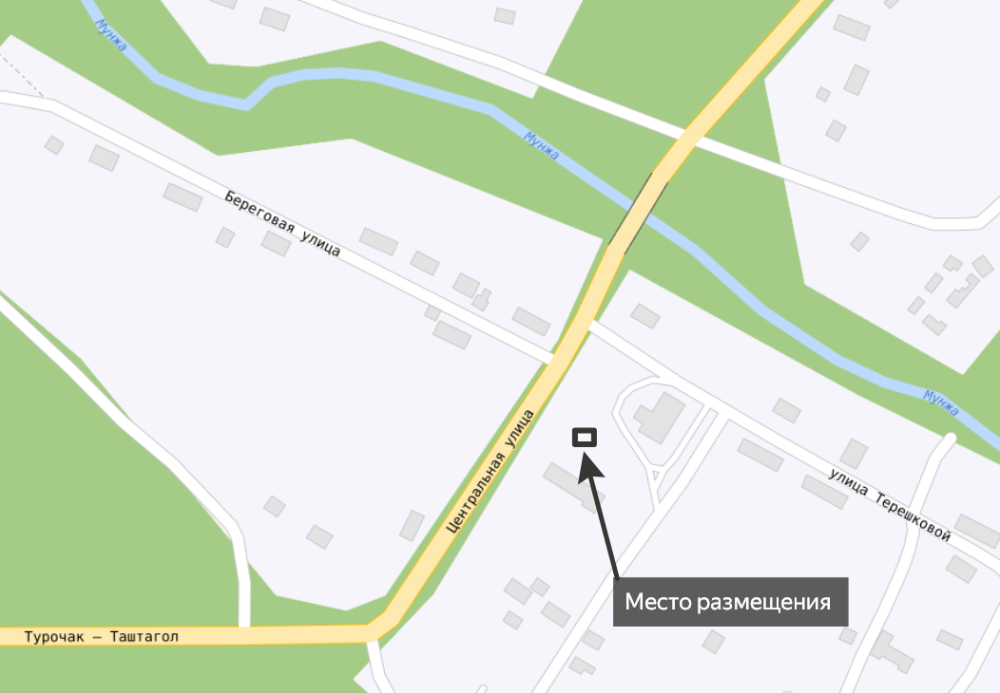 Мунжа
Мунжа
Береговая улица
Мунжа
Центральная улица
улица Терешковой
Место размещения
Турочак — Таштагол